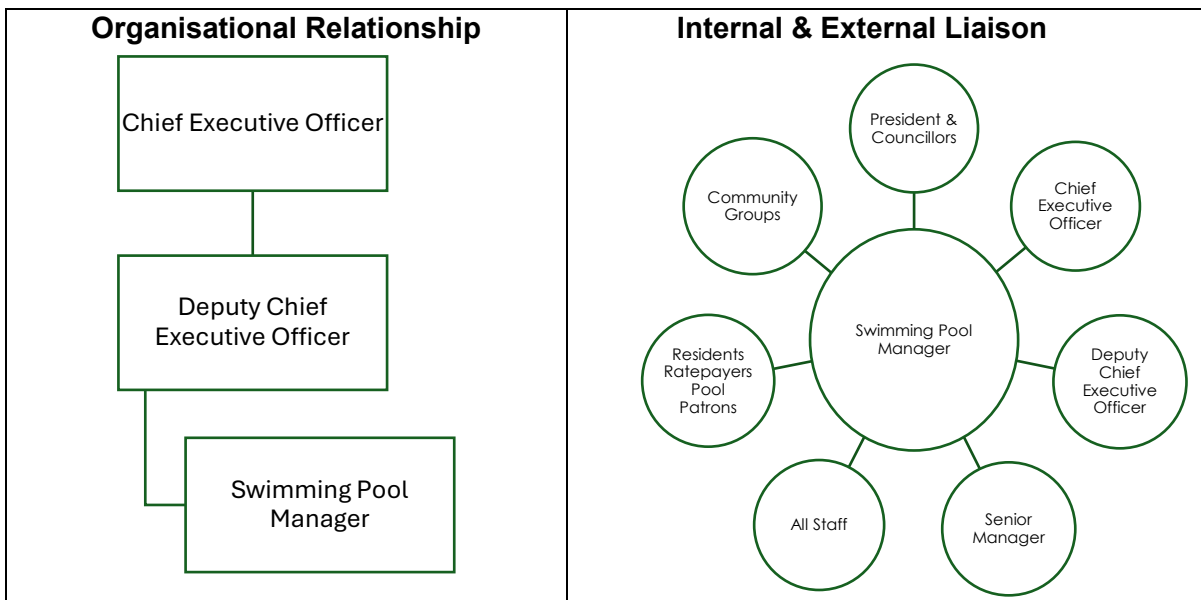 Organisational Relationship
Chief Executive Officer
Deputy Chief
Executive Officer
Swimming Pool
Manager
Internal & External Liaison
President &
Councillors
Chief
Executive
Officer
Deputy
Chief
Executive
Officer
Senior
Manager
All Staff
Residents
Ratepayers
Pool
Patrons
Community
Groups
Swimming Pool
Manager